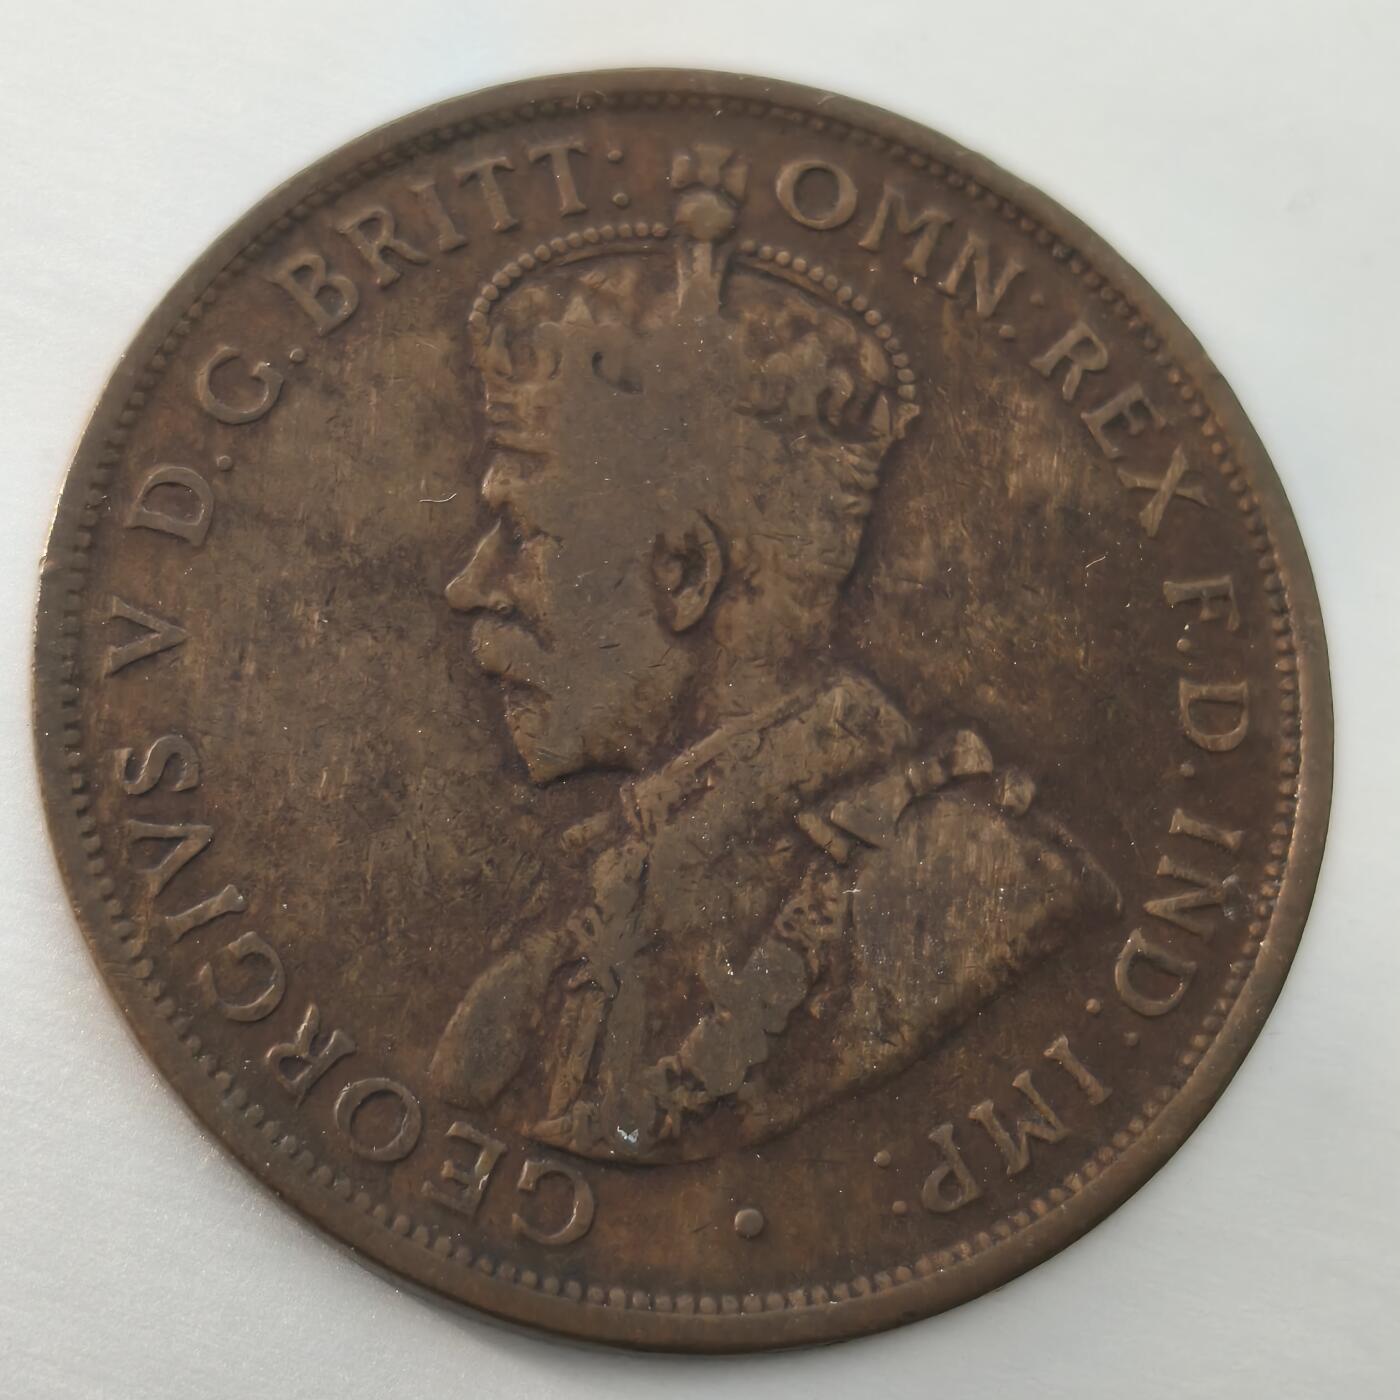 GEORGIVS V D.G.BRITT: OMN: REX F.D.IND:IMP: